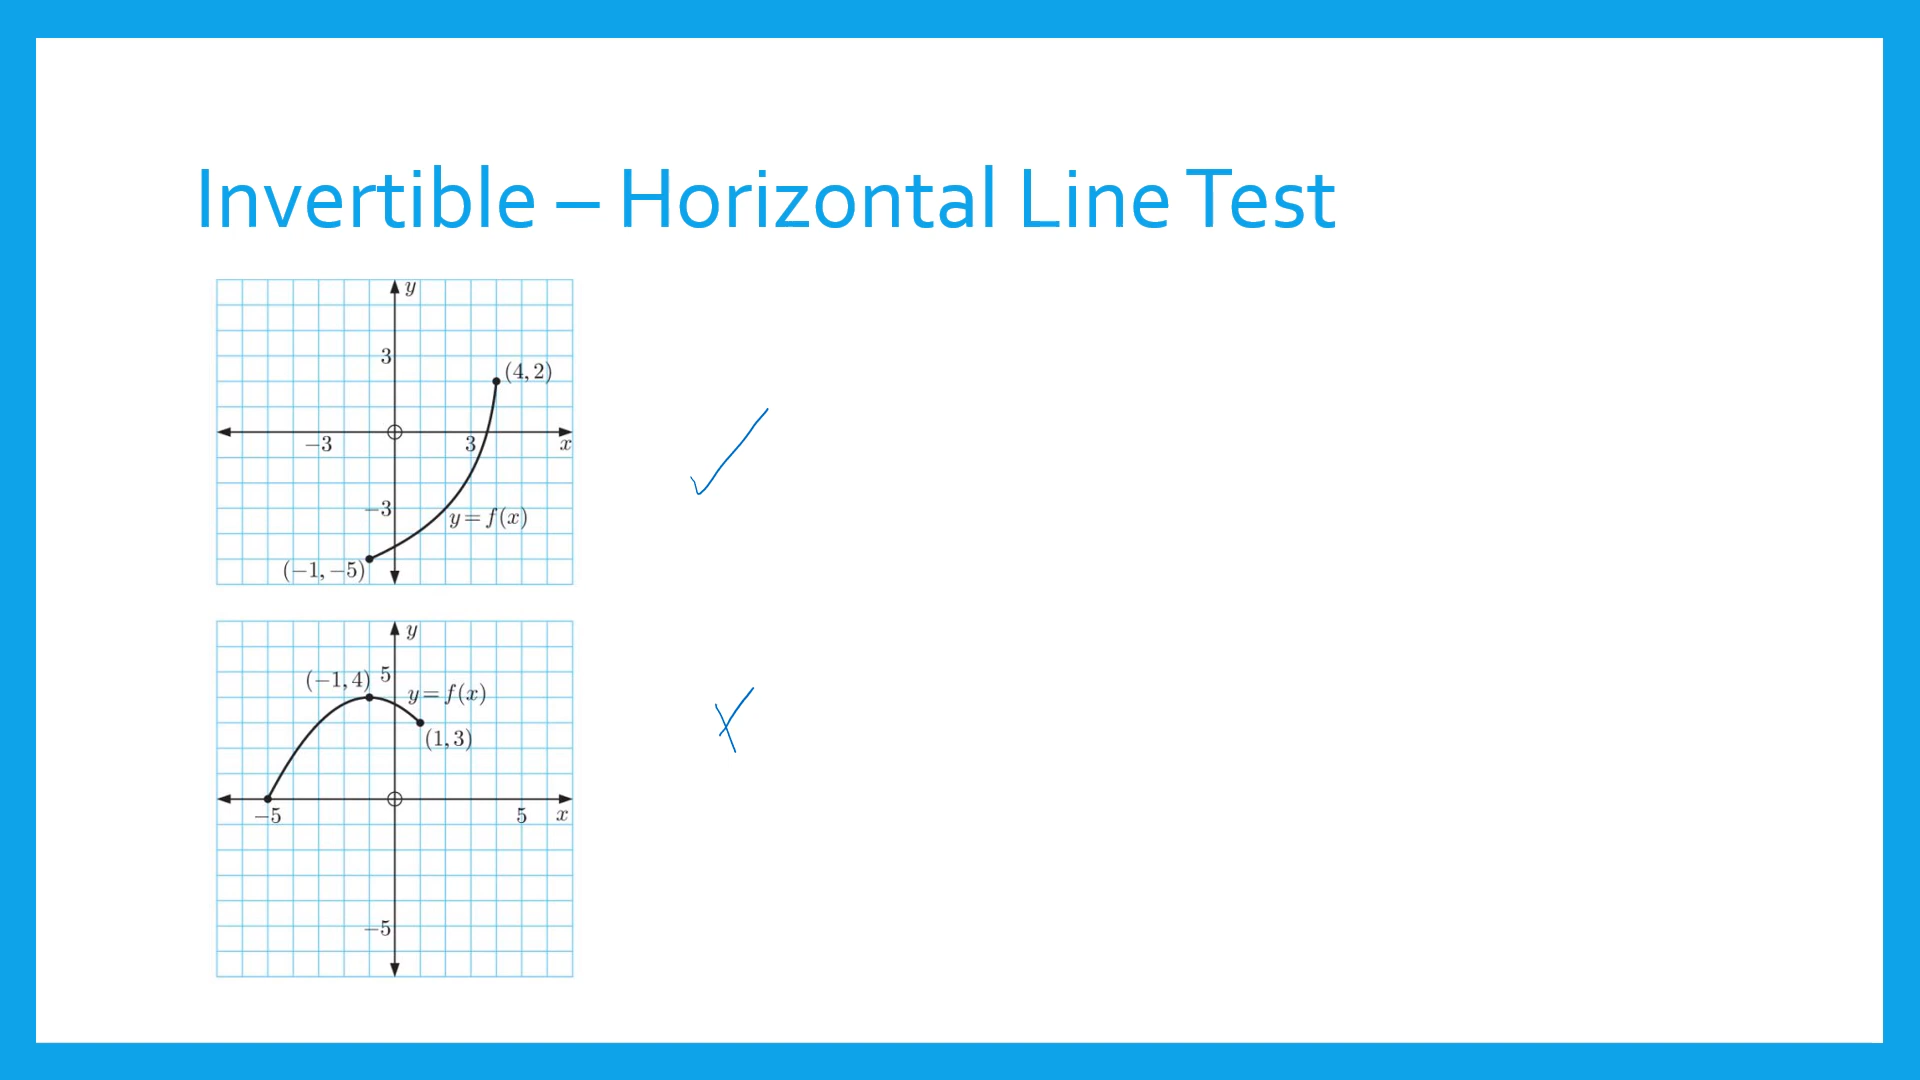 Invertible – Horizontal Line Test
y
3
(4, 2)
−3
3
x
−3
y = f(x)
(−1, −5)
y
(−1, 4)
5
y = f(x)
(1, 3)
−5
5
x
−5